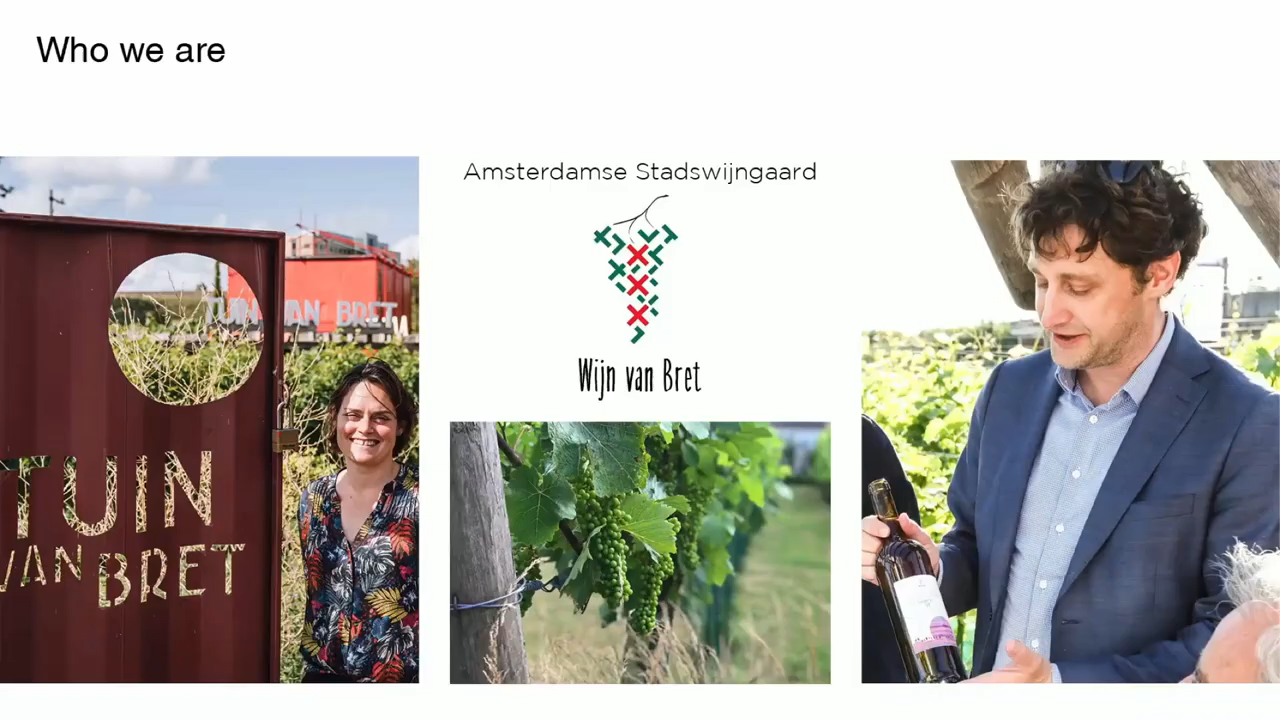 Who we are
Amsterdamse Stadswijngaard
Wijn van Bret
TUIN VAN BRET
TUIN
VAN BRET